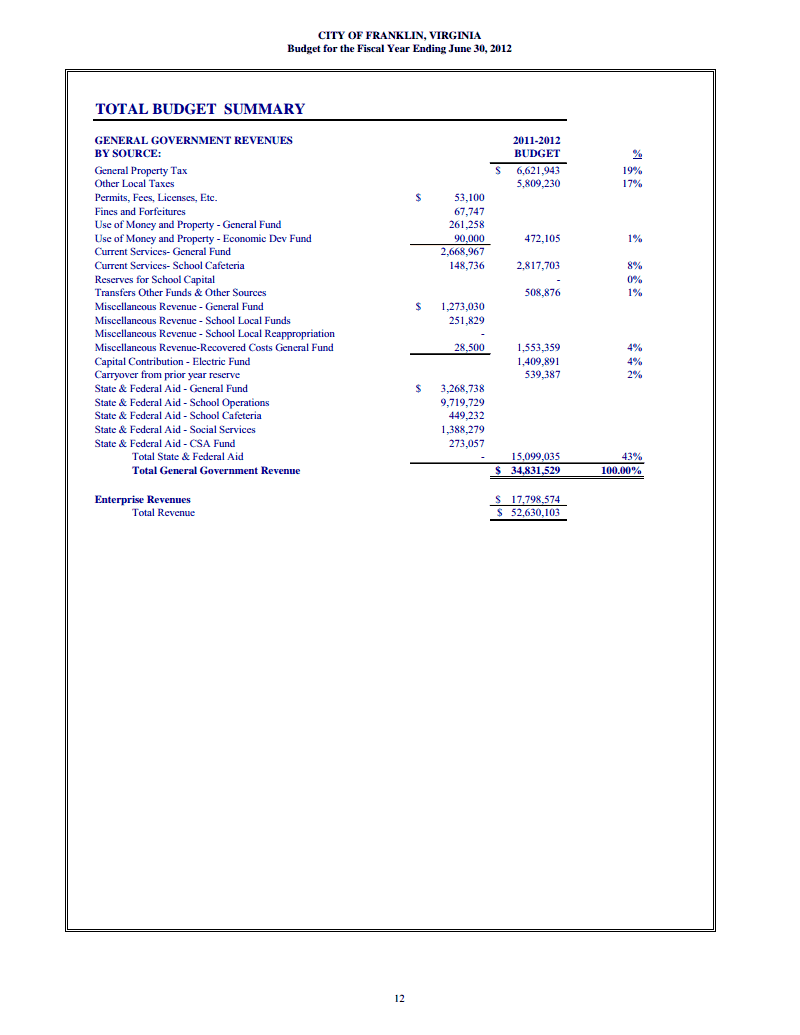 CITY OF FRANKLIN, VIRGINIA
Budget for the Fiscal Year Ending June 30, 2012
TOTAL BUDGET SUMMARY
GENERAL GOVERNMENT REVENUES 2011-2012
BY SOURCE: BUDGET %
General Property Tax $ 6,621,943 19%
Other Local Taxes 5,809,230 17%
Permits, Fees, Licenses, Etc. $ 53,100
Fines and Forfeitures 67,747
Use of Money and Property - General Fund 261,258
Use of Money and Property - Economic Dev Fund 90,000 472,105 1%
Current Services- General Fund 2,668,967
Current Services- School Cafeteria 148,736 2,817,703 8%
Reserves for School Capital - 0%
Transfers Other Funds & Other Sources 508,876 1%
Miscellaneous Revenue - General Fund $ 1,273,030
Miscellaneous Revenue - School Local Funds 251,829
Miscellaneous Revenue - School Local Reappropriation -
Miscellaneous Revenue-Recovered Costs General Fund 28,500 1,553,359 4%
Capital Contribution - Electric Fund 1,409,891 4%
Carryover from prior year reserve 539,387 2%
State & Federal Aid - General Fund $ 3,268,738
State & Federal Aid - School Operations 9,719,729
State & Federal Aid - School Cafeteria 449,232
State & Federal Aid - Social Services 1,388,279
State & Federal Aid - CSA Fund 273,057
Total State & Federal Aid - 15,099,035 43%
Total General Government Revenue $ 34,831,529 100.00%
Enterprise Revenues $ 17,798,574
Total Revenue $ 52,630,103
12